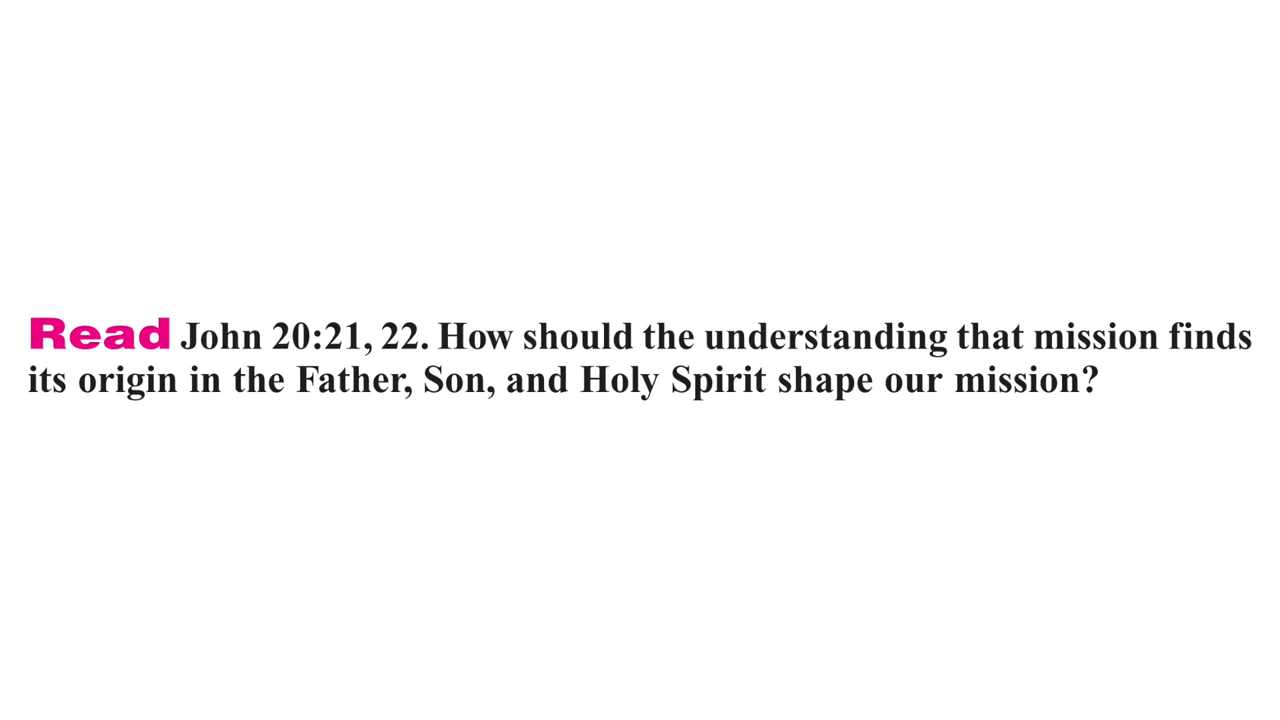 Read John 20:21, 22. How should the understanding that mission finds
its origin in the Father, Son, and Holy Spirit shape our mission?